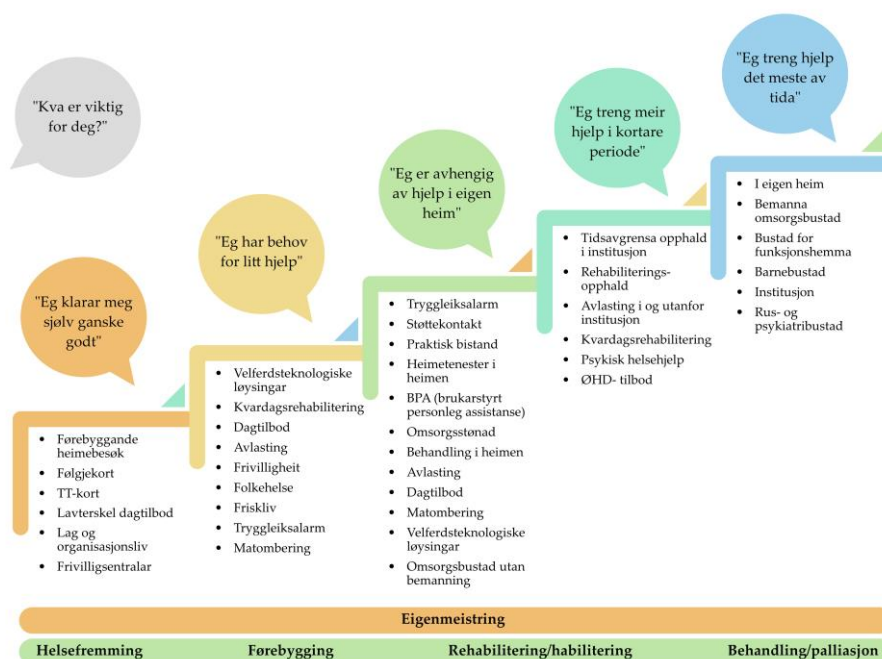 "Kva er viktig
for deg?"
"Eg klarar meg
sjølv ganske
godt"
• Førebyggande
heimebesøk
• Følgjekort
• TT-kort
• Lavterskel dagtilbod
• Lag og
organisasjonsliv
• Frivilligsentralar
"Eg har behov
for litt hjelp"
• Velferdsteknologiske
løysingar
• Kvardagsrehabilitering
• Dagtilbod
• Avlasting
• Frivilligheit
• Folkehelse
• Friskliv
• Tryggleiksalarm
• Matombering
"Eg er avhengig
av hjelp i eigen
heim"
• Tryggleiksalarm
• Støttekontakt
• Praktisk bistand
• Heimetenester i
heimen
• BPA (brukarstyrt
personleg assistanse)
• Omsorgsstønad
• Behandling i heimen
• Avlasting
• Dagtilbod
• Matombering
• Velferdsteknologiske
løysingar
• Omsorgsbustad utan
bemanning
"Eg treng meir
hjelp i kortare
periode"
• Tidsavgrensa opphald
i institusjon
• Rehabiliterings-
opphald
• Avlasting i og utanfor
institusjon
• Kvardagsrehabilitering
• Psykisk helsehjelp
• ØHD- tilbod
"Eg treng hjelp
det meste av
tida"
• I eigen heim
• Bemanna
omsorgsbustad
• Bustad for
funksjonshemma
• Barnebustad
• Institusjon
• Rus- og
psykiatribustad
Eigenmeistring
Helsefremming Førebygging Rehabilitering/habilitering Behandling/palliasjon